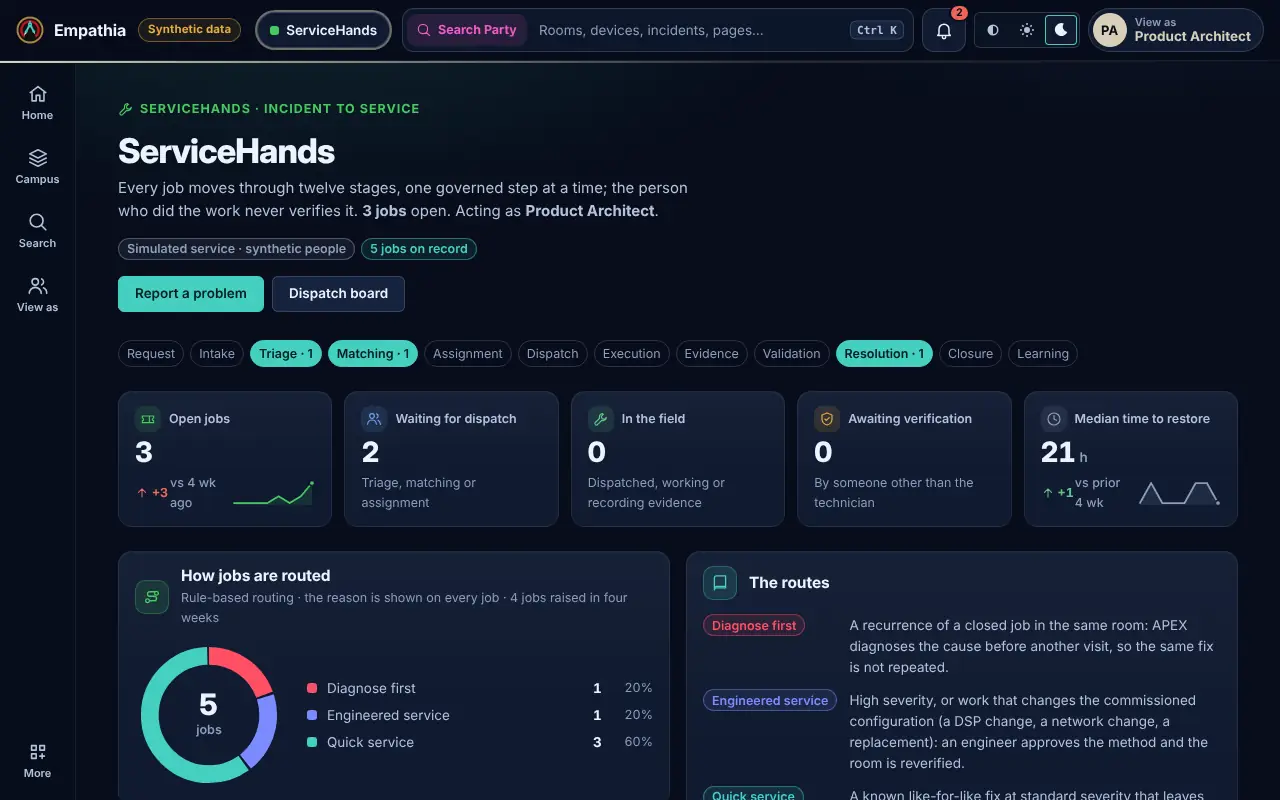 Empathia
Synthetic data
ServiceHands
Search Party
Rooms, devices, incidents, pages...
Ctrl K
2
PA
View as
Product Architect
Home
Campus
Search
View as
More
SERVICEHANDS · INCIDENT TO SERVICE
ServiceHands
Every job moves through twelve stages, one governed step at a time; the person
who did the work never verifies it. 3 jobs open. Acting as Product Architect.
Simulated service · synthetic people
5 jobs on record
Report a problem
Dispatch board
Request
Intake
Triage · 1
Matching · 1
Assignment
Dispatch
Execution
Evidence
Validation
Resolution · 1
Closure
Learning
Open jobs
3
↑ +3 vs 4 wk
ago
Waiting for dispatch
2
Triage, matching or
assignment
In the field
0
Dispatched, working or
recording evidence
Awaiting verification
0
By someone other than the
technician
Median time to restore
21 h
↑ +1 vs prior
4 wk
How jobs are routed
Rule-based routing · the reason is shown on every job · 4 jobs raised in four
weeks
5
jobs
Diagnose first 1 20%
Engineered service 1 20%
Quick service 3 60%
The routes
Diagnose first
A recurrence of a closed job in the same room: APEX
diagnoses the cause before another visit, so the same fix
is not repeated.
Engineered service
High severity, or work that changes the commissioned
configuration (a DSP change, a network change, a
replacement): an engineer approves the method and the
room is reverified.
Quick service
A known like-for-like fix at standard severity that leaves